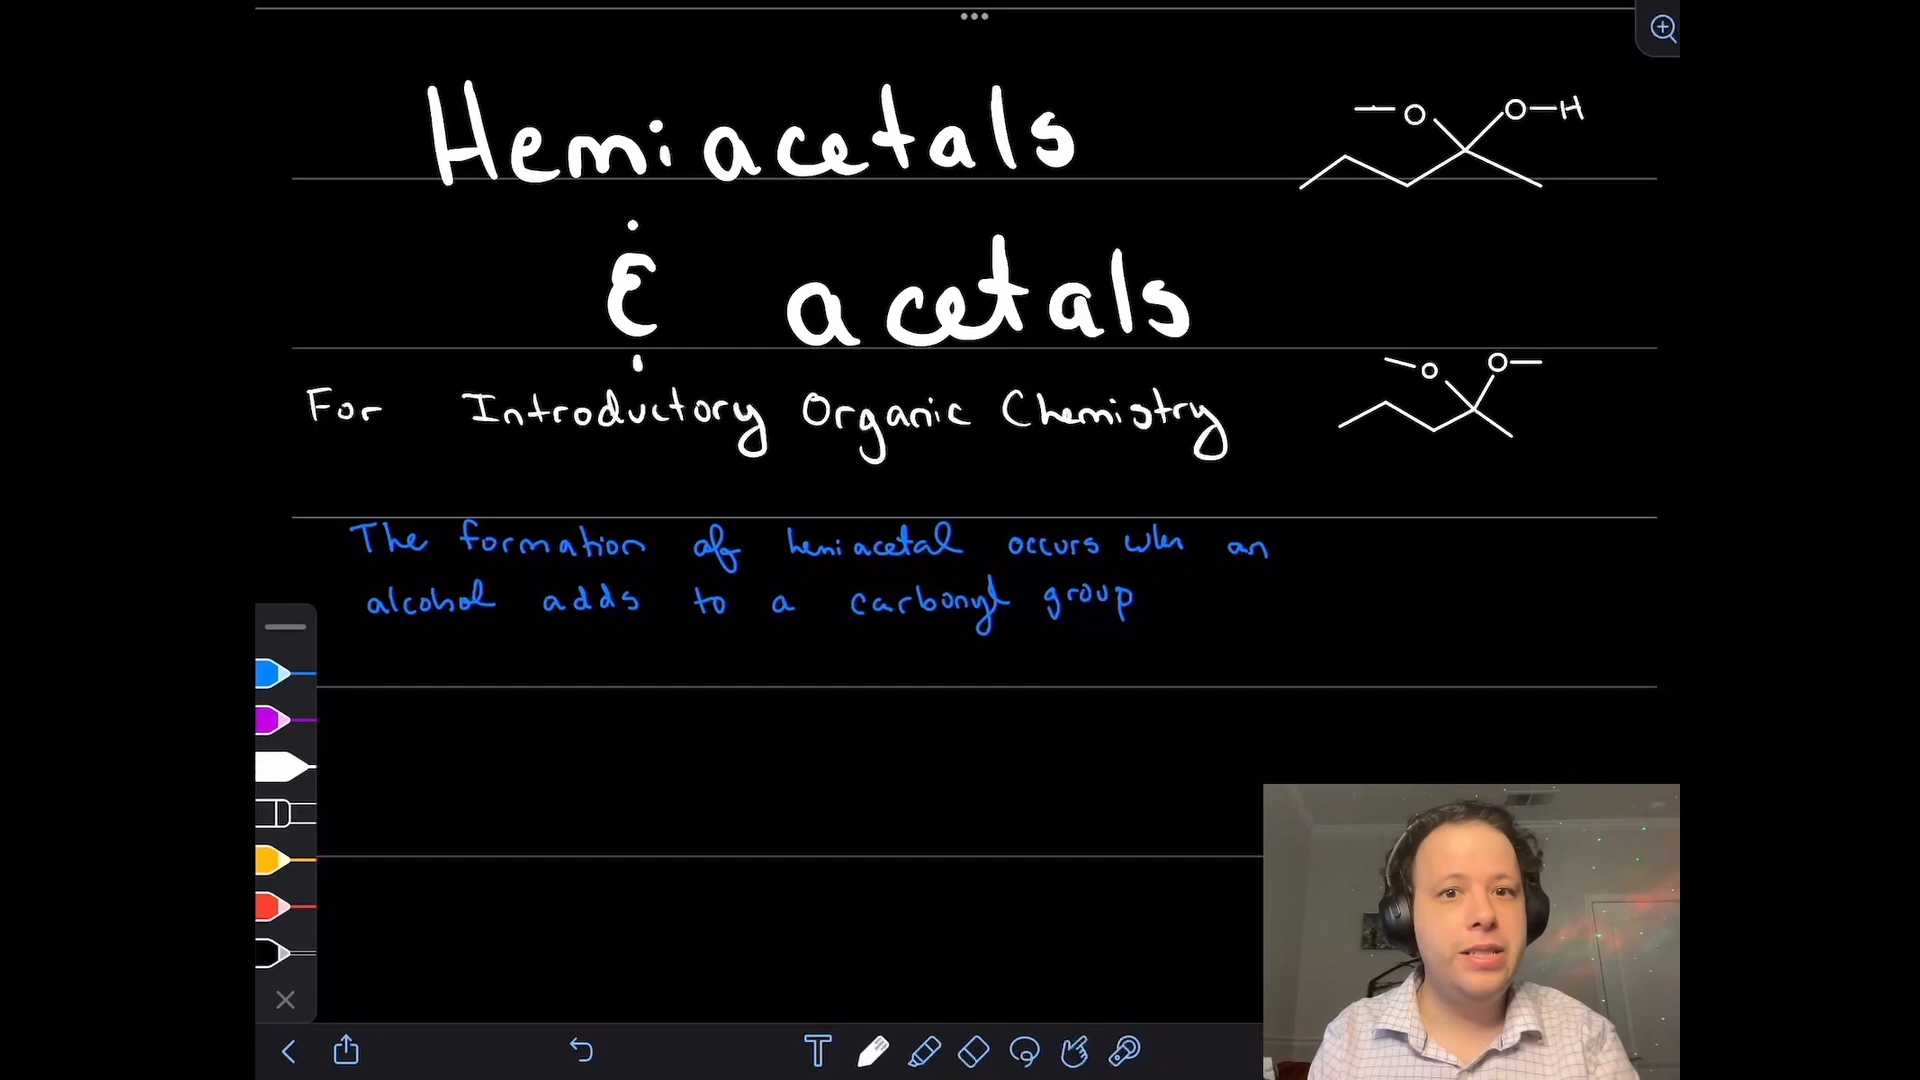 Hemiacetals
& acetals
For Introductory Organic Chemistry
O O-H
O O
The formation of hemiacetal occurs when an
alcohol adds to a carbonyl group
T